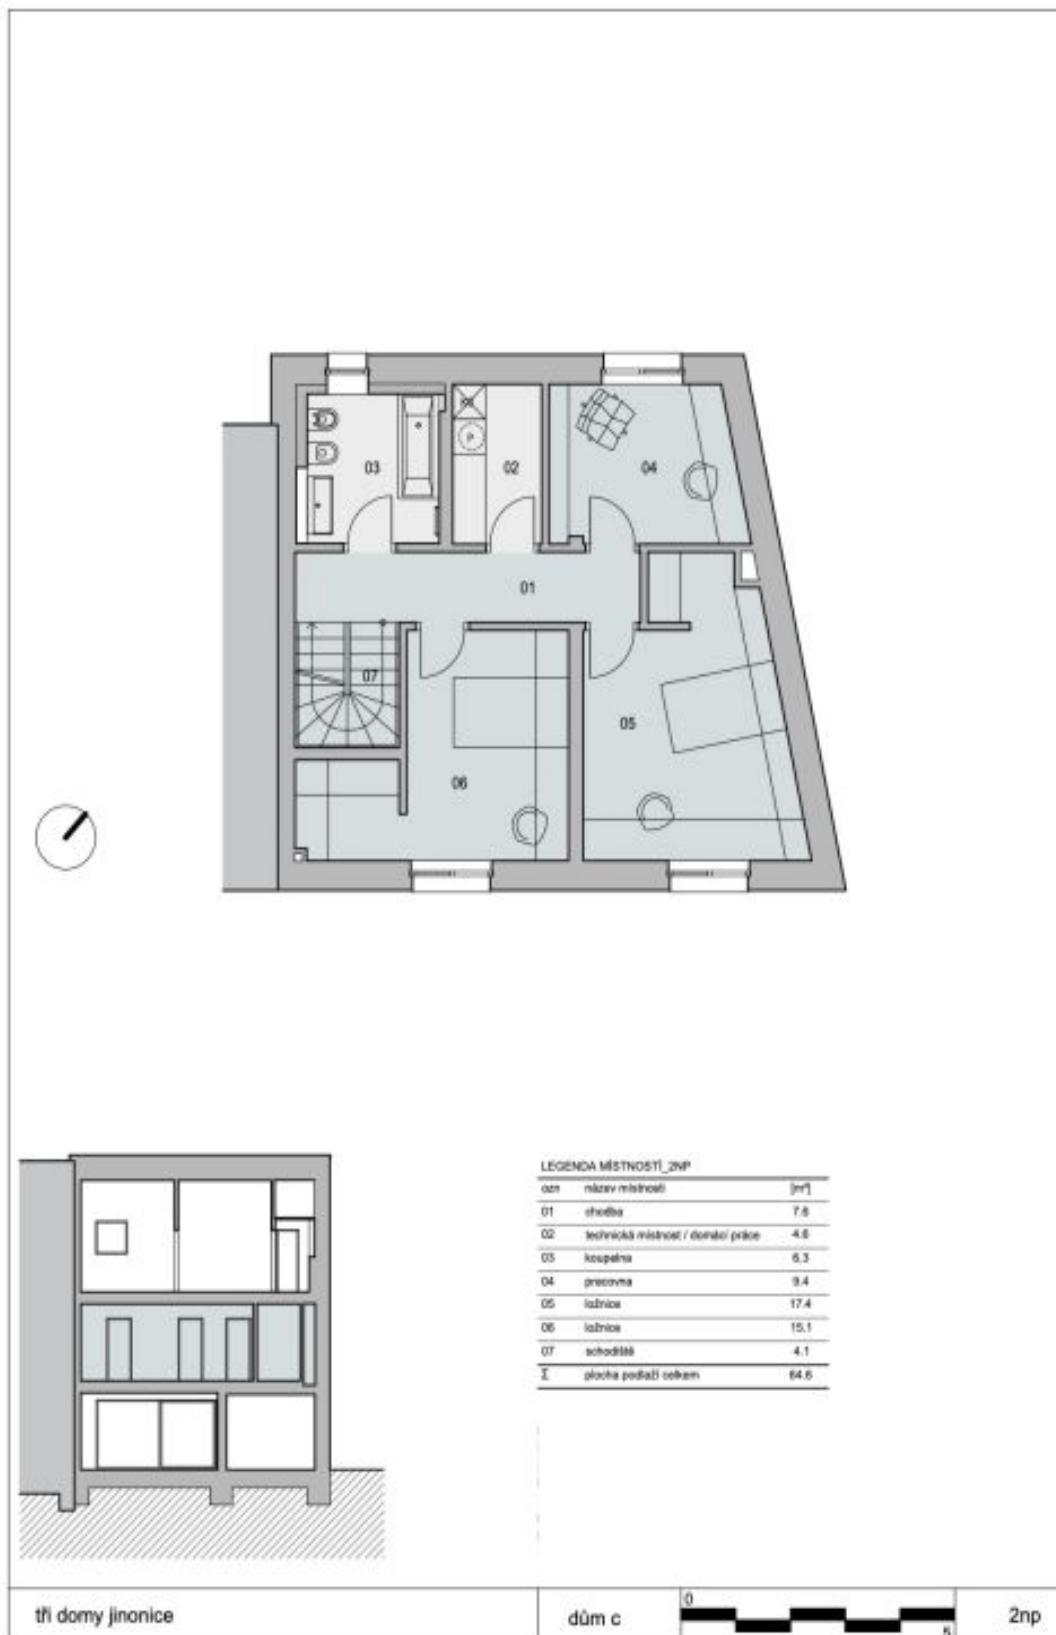 03
02
04
01
07
05
06
LEGENDA MÍSTNOSTÍ_2NP
ozn název místnosti [m²]
01 chodba 7.6
02 technická místnost / domácí práce 4.6
03 koupelna 6.3
04 pracovna 9.4
05 ložnice 17.4
06 ložnice 15.1
07 schodiště 4.1
Σ plocha podlaží celkem 64.6
tři domy jinonice
dům c
0
5
2np